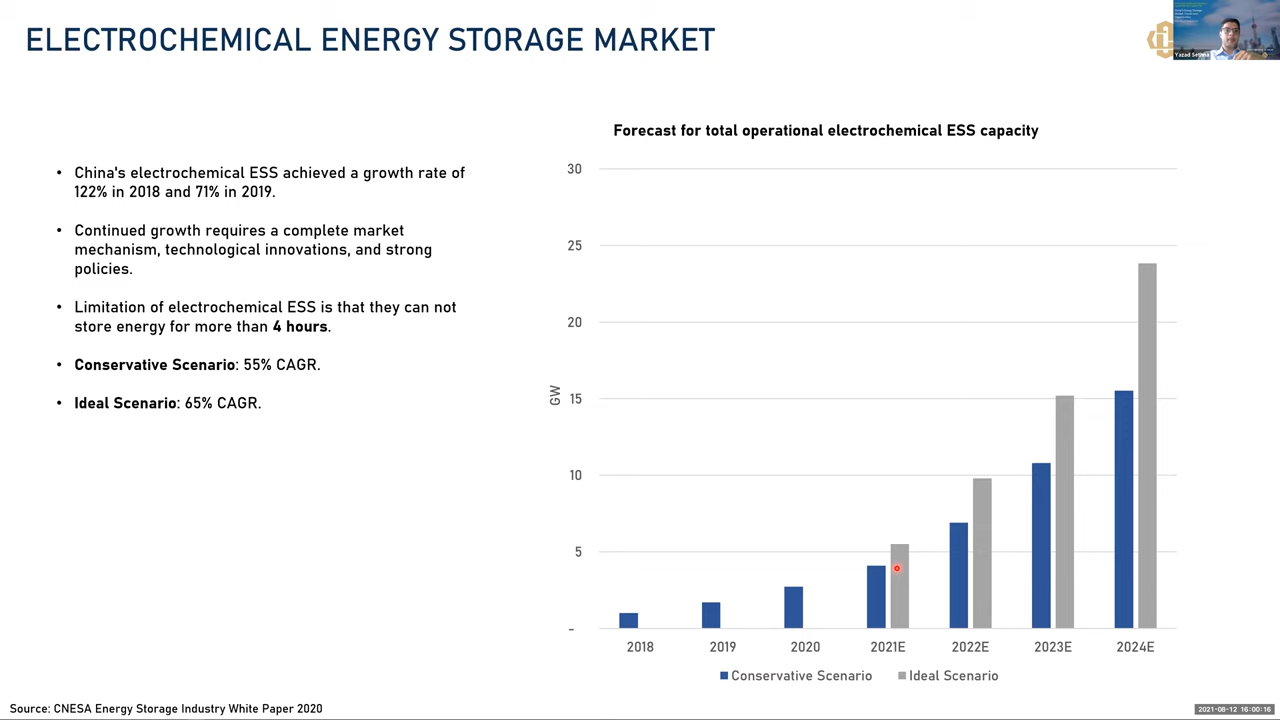 ELECTROCHEMICAL ENERGY STORAGE MARKET
Yazad Sethna
• China's electrochemical ESS achieved a growth rate of
122% in 2018 and 71% in 2019.
• Continued growth requires a complete market
mechanism, technological innovations, and strong
policies.
• Limitation of electrochemical ESS is that they can not
store energy for more than 4 hours.
• Conservative Scenario: 55% CAGR.
• Ideal Scenario: 65% CAGR.
Forecast for total operational electrochemical ESS capacity
30
25
20
15
10
5
-
GW
2018 2019 2020 2021E 2022E 2023E 2024E
Conservative Scenario Ideal Scenario
Source: CNESA Energy Storage Industry White Paper 2020
2021-08-12 16:00:16